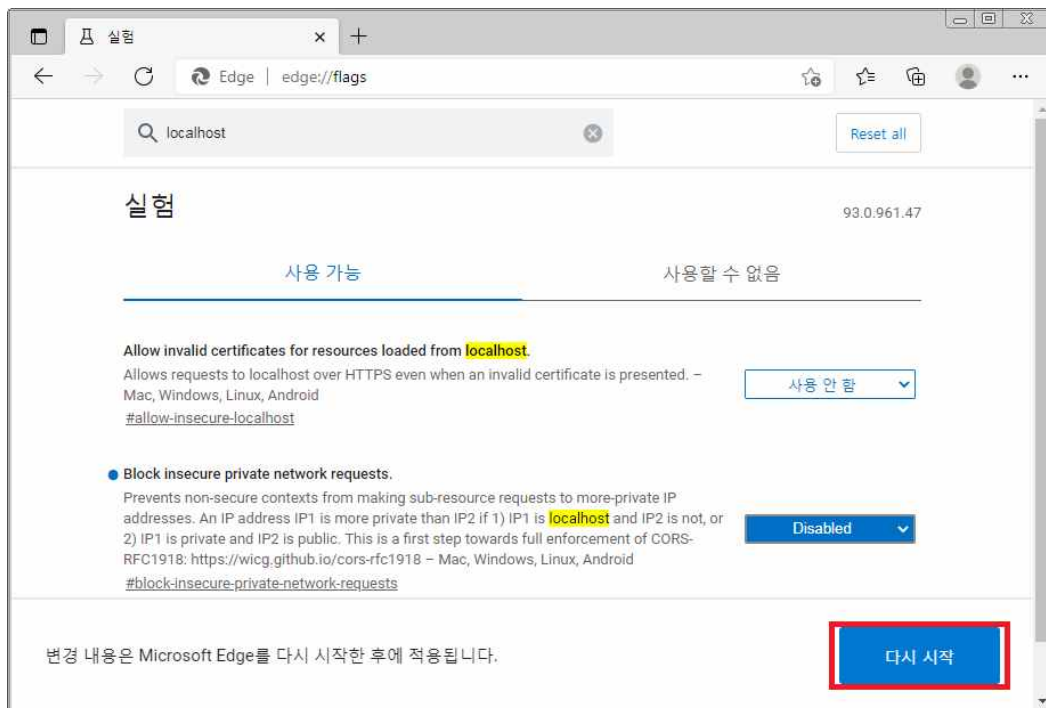 실험
Edge | edge://flags
localhost
Reset all
실험
93.0.961.47
사용 가능
사용할 수 없음
Allow invalid certificates for resources loaded from localhost.
Allows requests to localhost over HTTPS even when an invalid certificate is presented. –
Mac, Windows, Linux, Android
#allow-insecure-localhost
사용 안 함
Block insecure private network requests.
Prevents non-secure contexts from making sub-resource requests to more-private IP
addresses. An IP address IP1 is more private than IP2 if 1) IP1 is localhost and IP2 is not, or
2) IP1 is private and IP2 is public. This is a first step towards full enforcement of CORS-
RFC1918: https://wicg.github.io/cors-rfc1918 – Mac, Windows, Linux, Android
#block-insecure-private-network-requests
Disabled
변경 내용은 Microsoft Edge를 다시 시작한 후에 적용됩니다.
다시 시작